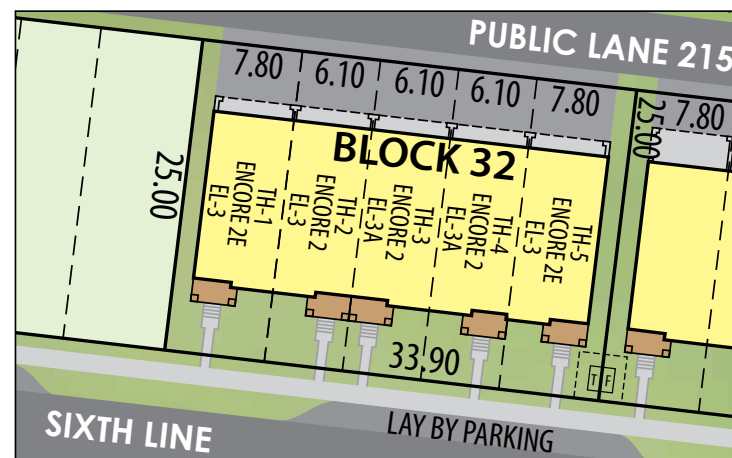 PUBLIC LANE 215
7.80 6.10 6.10 6.10 7.80
25.00
7.80
25.00
BLOCK 32
TH-1
ENCORE 2E
EL-3
TH-2
ENCORE 2
EL-3
TH-3
ENCORE 2
EL-3A
TH-4
ENCORE 2
EL-3A
TH-5
ENCORE 2E
EL-3
33.90
T F
SIXTH LINE
LAY BY PARKING